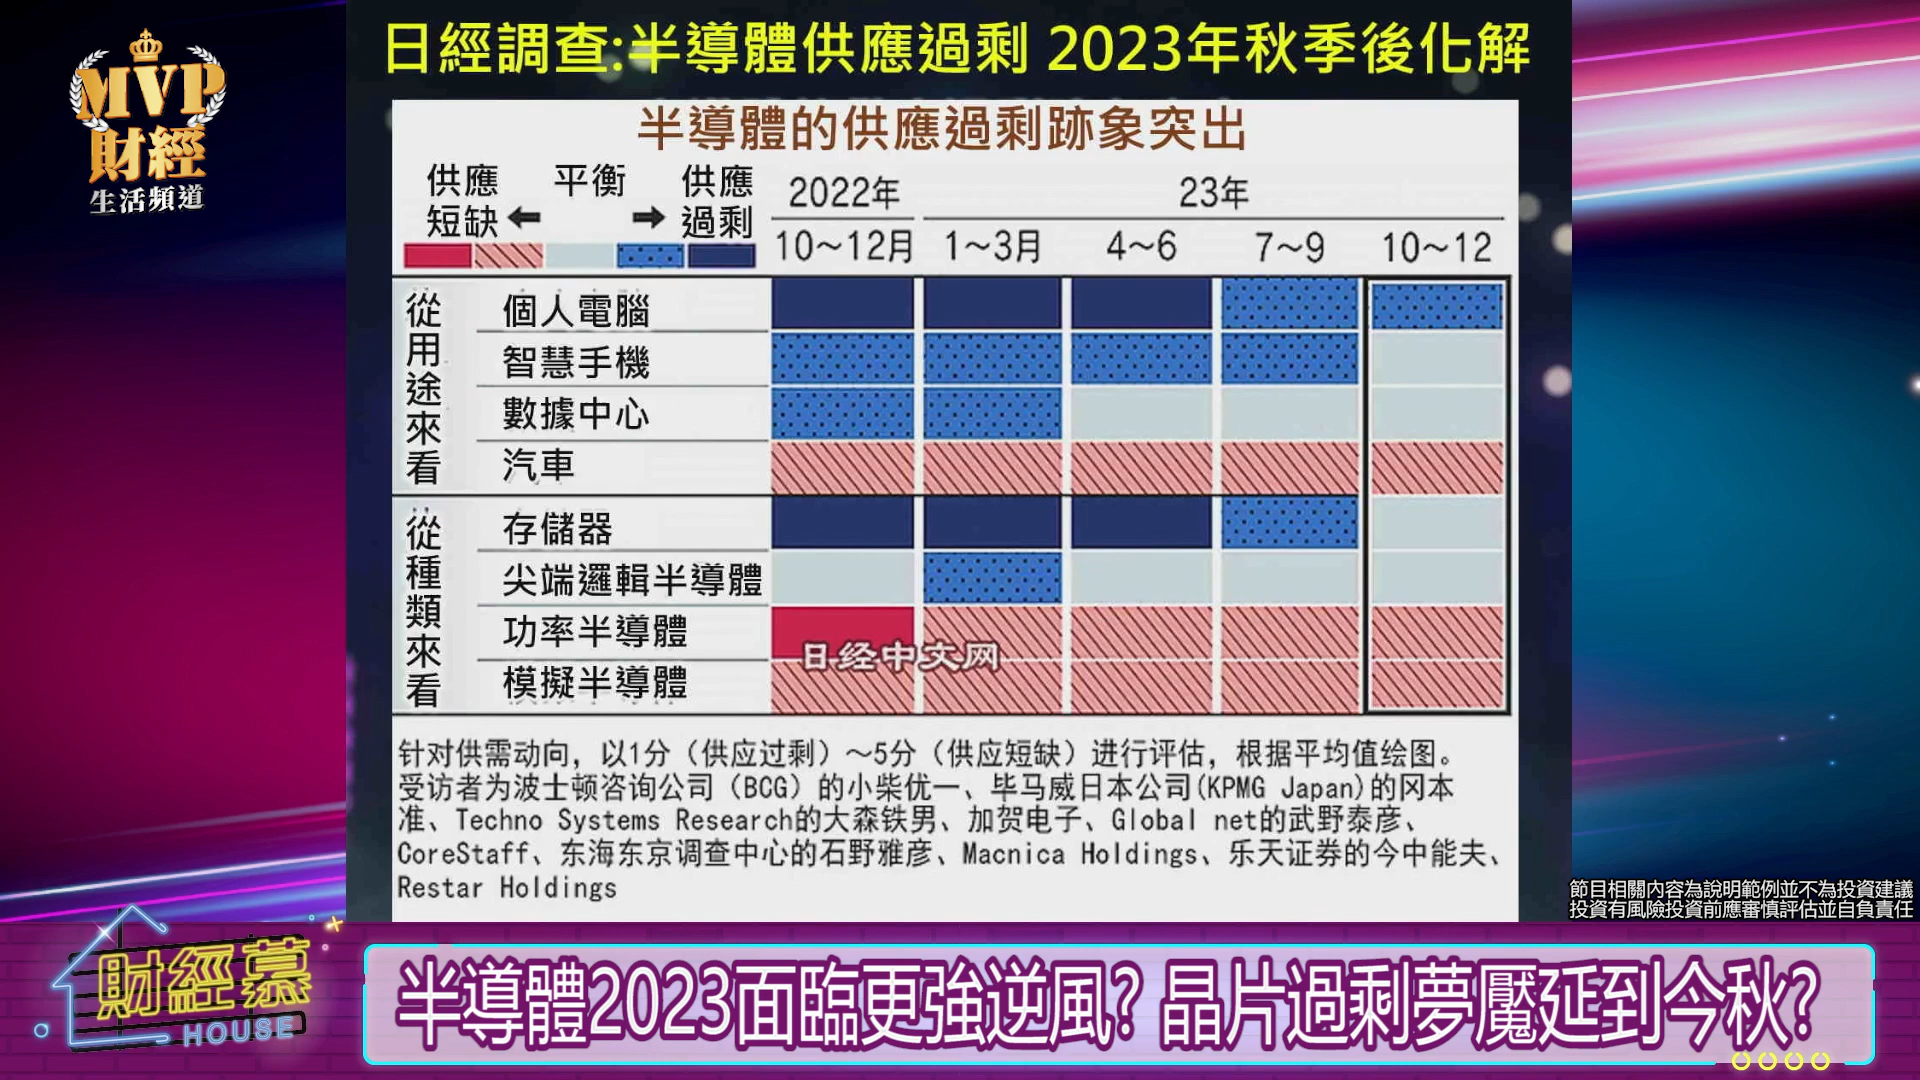 MVP
財經
生活頻道
日經調查:半導體供應過剩 2023年秋季後化解
半導體的供應過剩跡象突出
供應短缺 ← 平衡 → 供應過剩
2022年 23年
10～12月 1～3月 4～6 7～9 10～12
從用途來看
個人電腦
智慧手機
數據中心
汽車
從種類來看
存儲器
尖端邏輯半導體
功率半導體
模擬半導體
日经中文网
针对供需动向，以1分（供应过剩）～5分（供应短缺）进行评估，根据平均值绘图。
受访者为波士顿咨询公司（BCG）的小柴优一、毕马威日本公司(KPMG Japan)的冈本
准、Techno Systems Research的大森铁男、加贺电子、Global net的武野泰彦、
CoreStaff、东海东京调查中心的石野雅彦、Macnica Holdings、乐天证券的今中能夫、
Restar Holdings
節目相關內容為說明範例並不為投資建議
投資有風險投資前應審慎評估並自負責任
財經慕
HOUSE
半導體2023面臨更強逆風? 晶片過剩夢魘延到今秋?